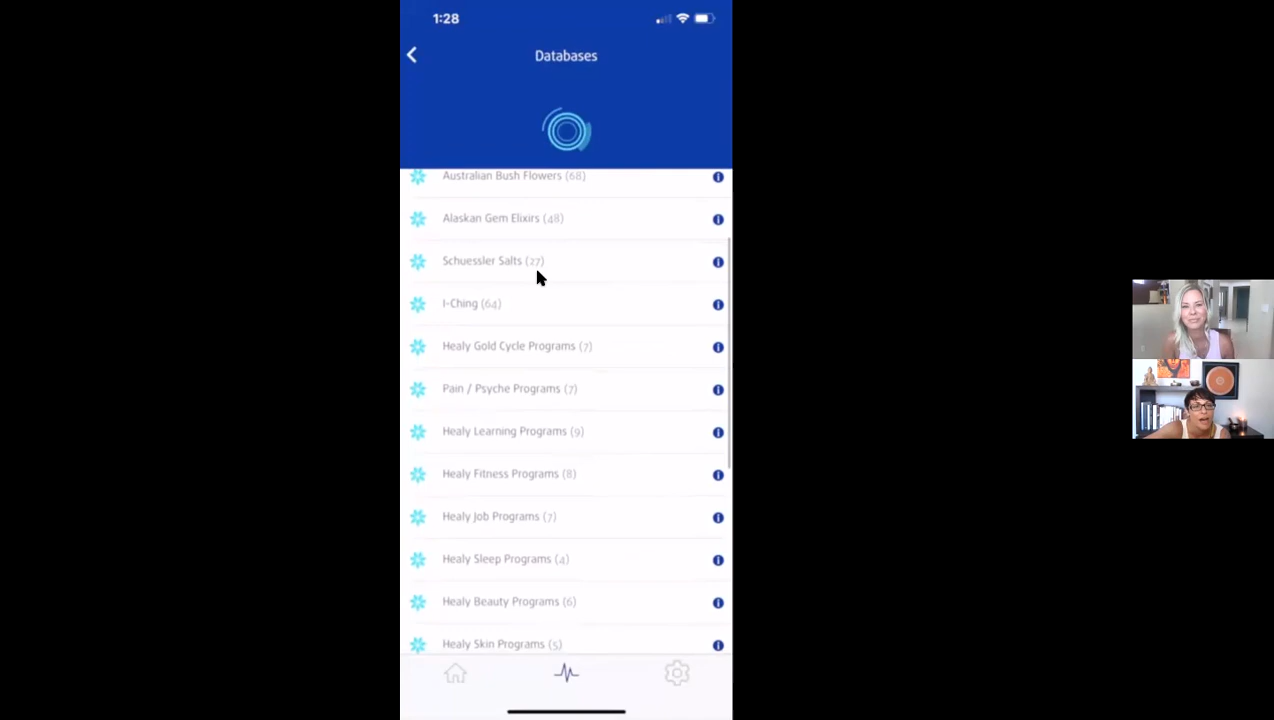 1:28
Databases
Australian Bush Flowers (68)
Alaskan Gem Elixirs (48)
Schuessler Salts (27)
I-Ching (64)
Healy Gold Cycle Programs (7)
Pain / Psyche Programs (7)
Healy Learning Programs (9)
Healy Fitness Programs (8)
Healy Job Programs (7)
Healy Sleep Programs (4)
Healy Beauty Programs (6)
Healy Skin Programs (5)